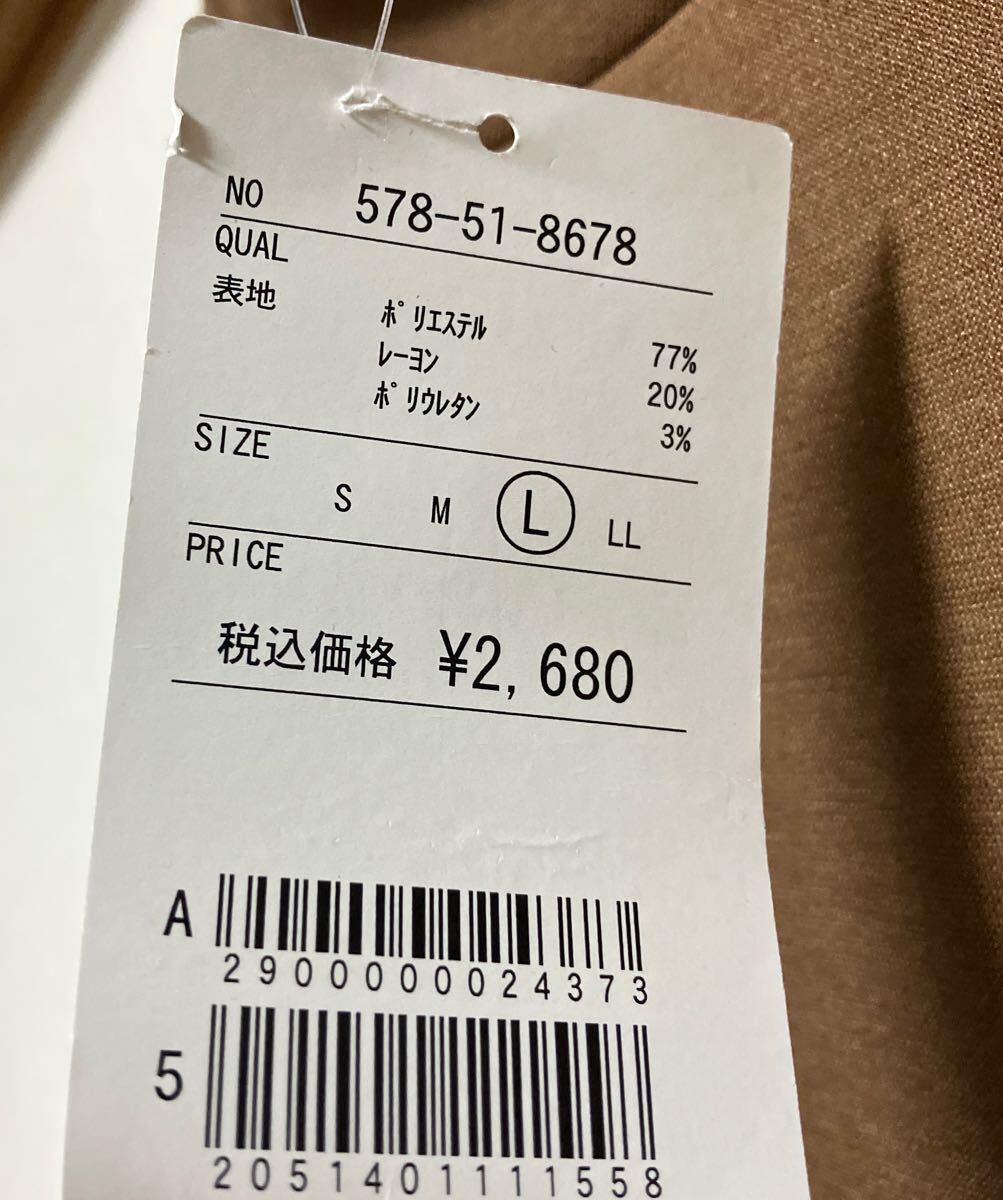 NO 578-51-8678
QUAL
表地
ﾎﾟﾘｴｽﾃﾙ 77%
ﾚｰﾖﾝ 20%
ﾎﾟﾘｳﾚﾀﾝ 3%
SIZE
S M L LL
PRICE
税込価格 ¥2,680
A
2900000024373
5
2051401111558